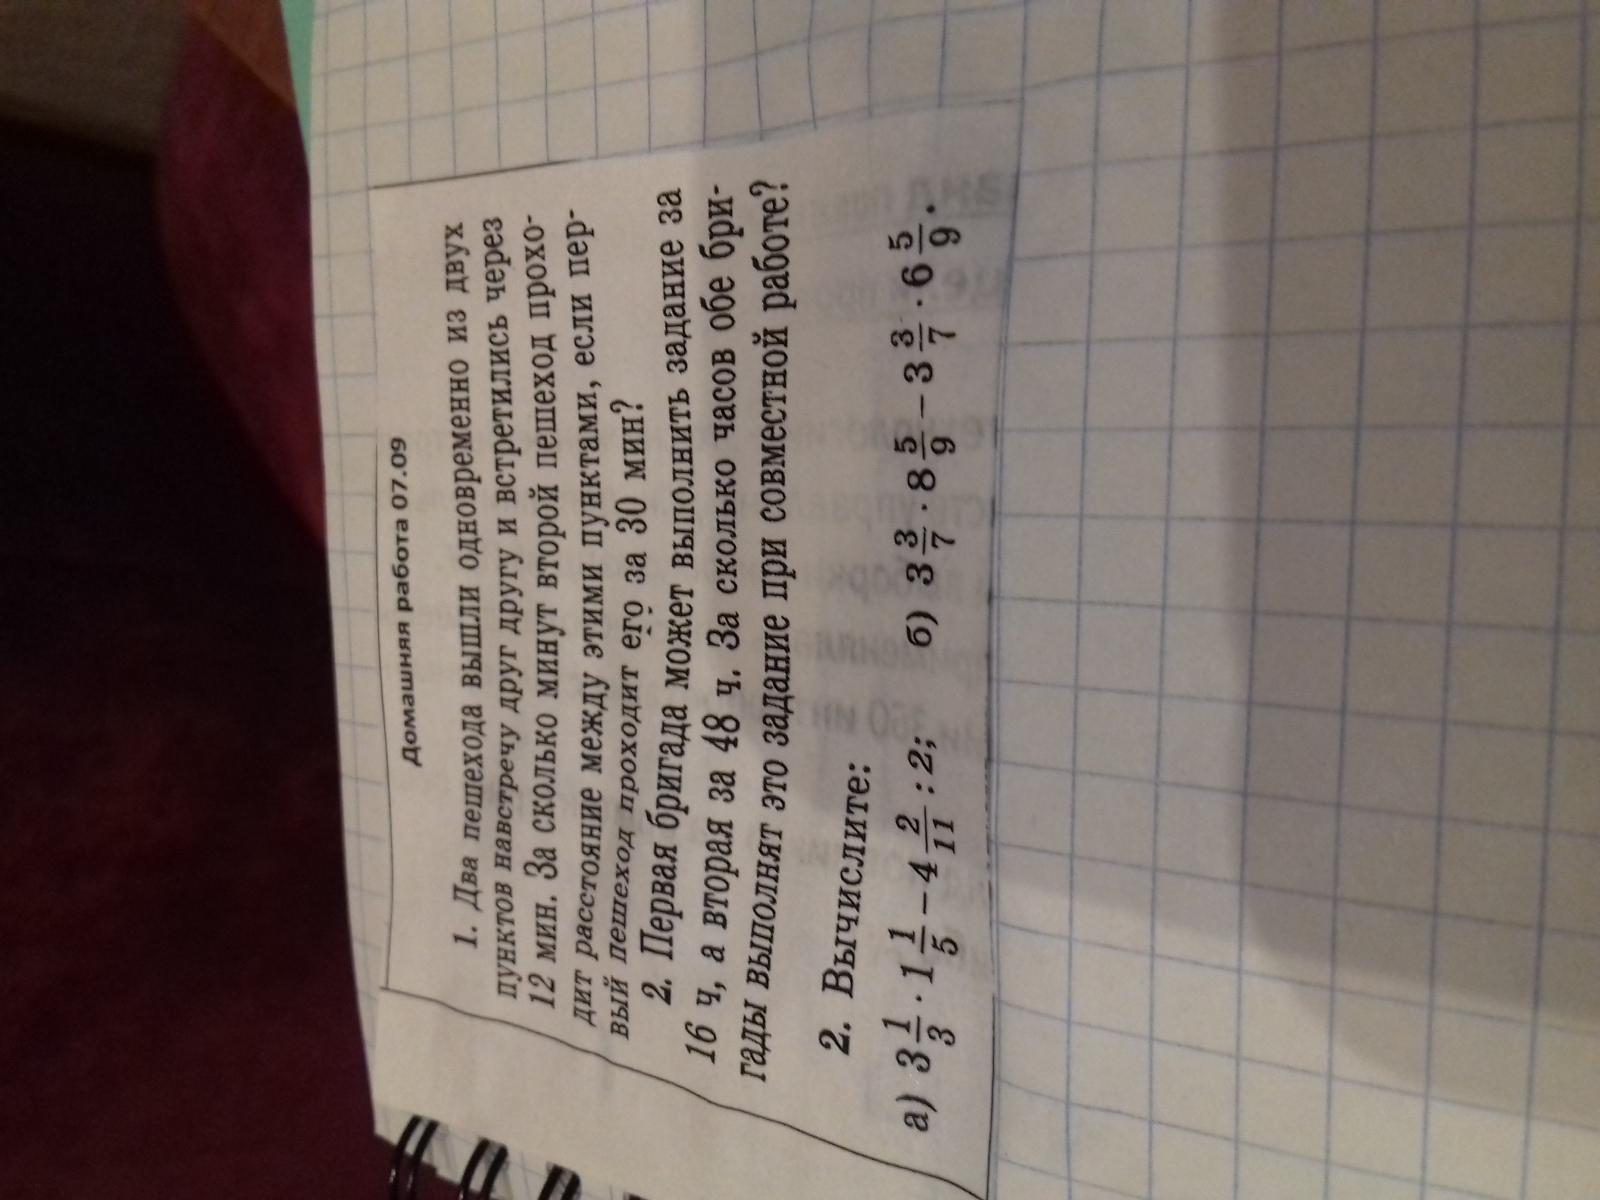 Домашняя работа 07.09
1. Два пешехода вышли одновременно из двух
пунктов навстречу друг другу и встретились через
12 мин. За сколько минут второй пешеход прохо-
дит расстояние между этими пунктами, если пер-
вый пешеход проходит его за 30 мин?
2. Первая бригада может выполнить задание за
16 ч, а вторая за 48 ч. За сколько часов обе бри-
гады выполнят это задание при совместной работе?
2. Вычислите:
а) 3 1/3 · 1 1/5 − 4 2/11 : 2; б) 3 3/7 · 8 5/9 − 3 3/7 · 6 5/9.